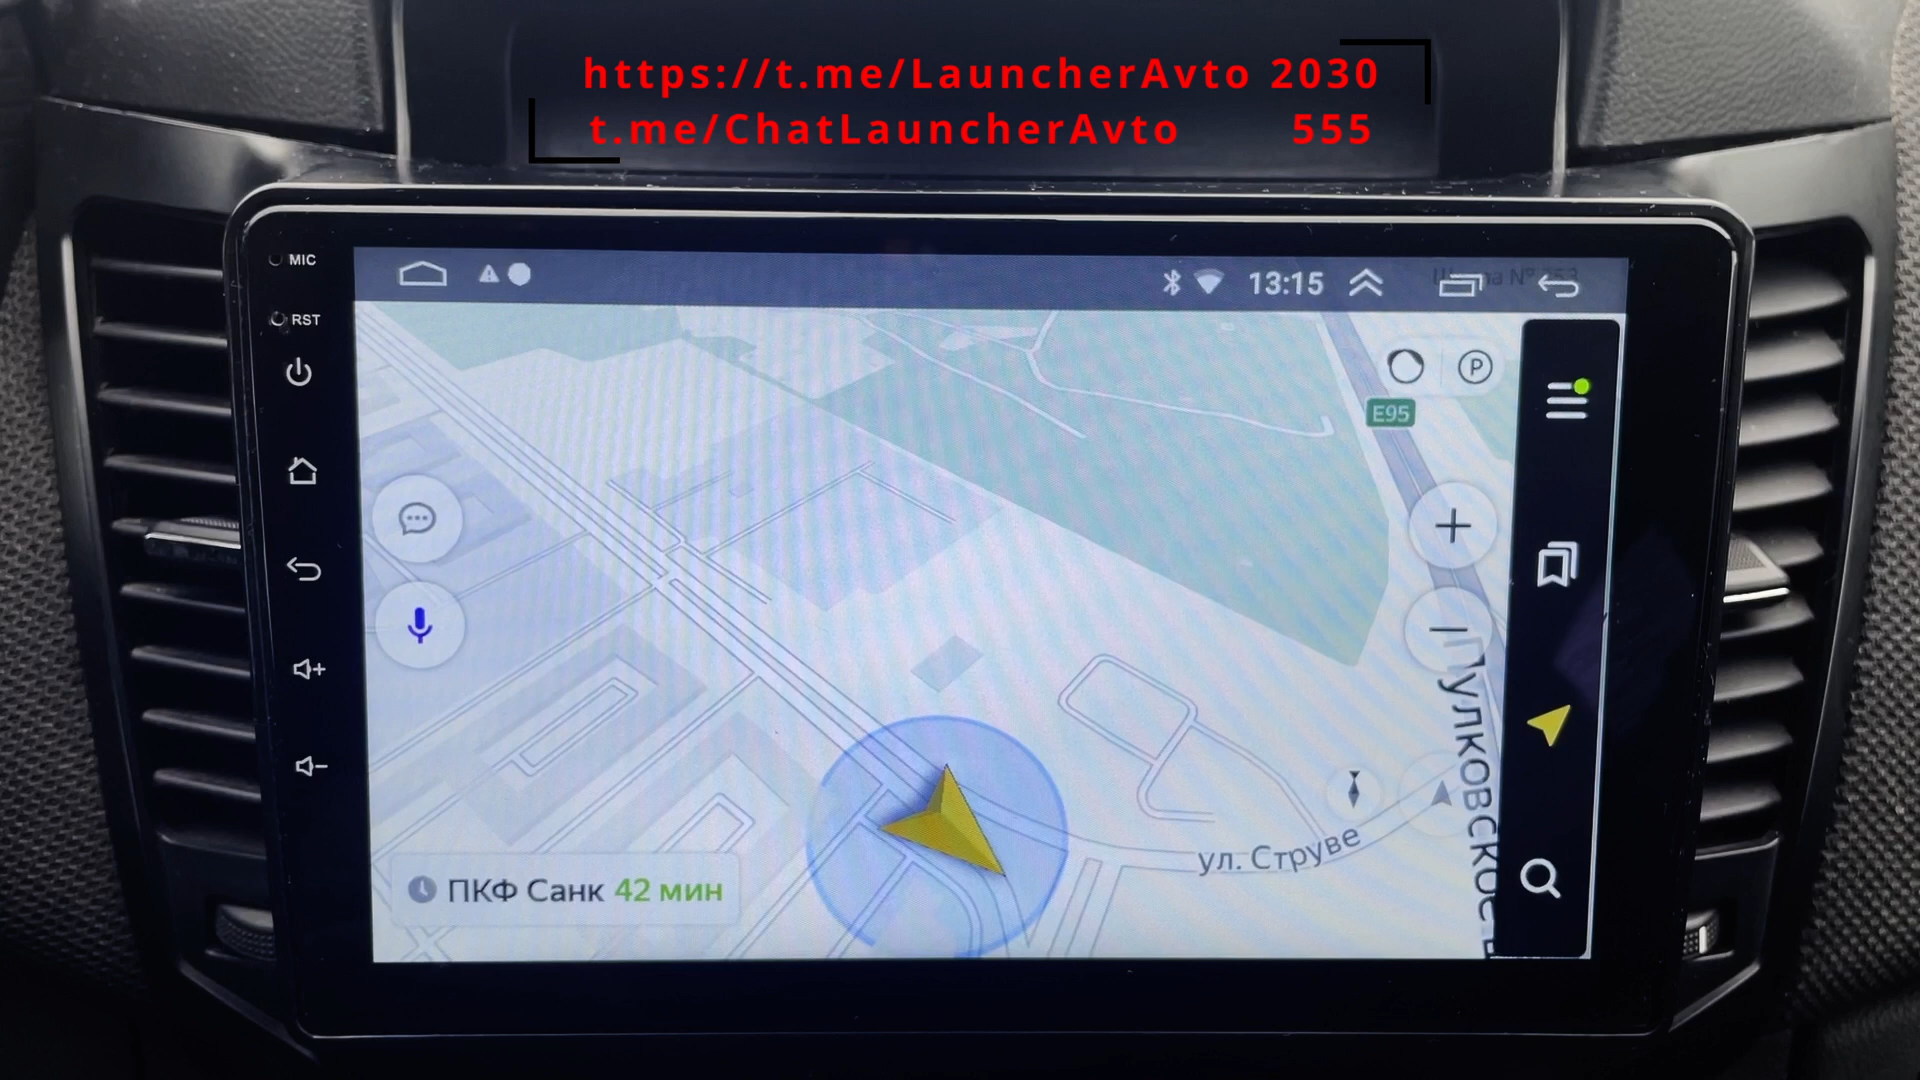 https://t.me/LauncherAvto 2030
t.me/ChatLauncherAvto 555
MIC
RST
13:15
P
E95
Пулковское
ул. Струве
ПКФ Санк 42 мин